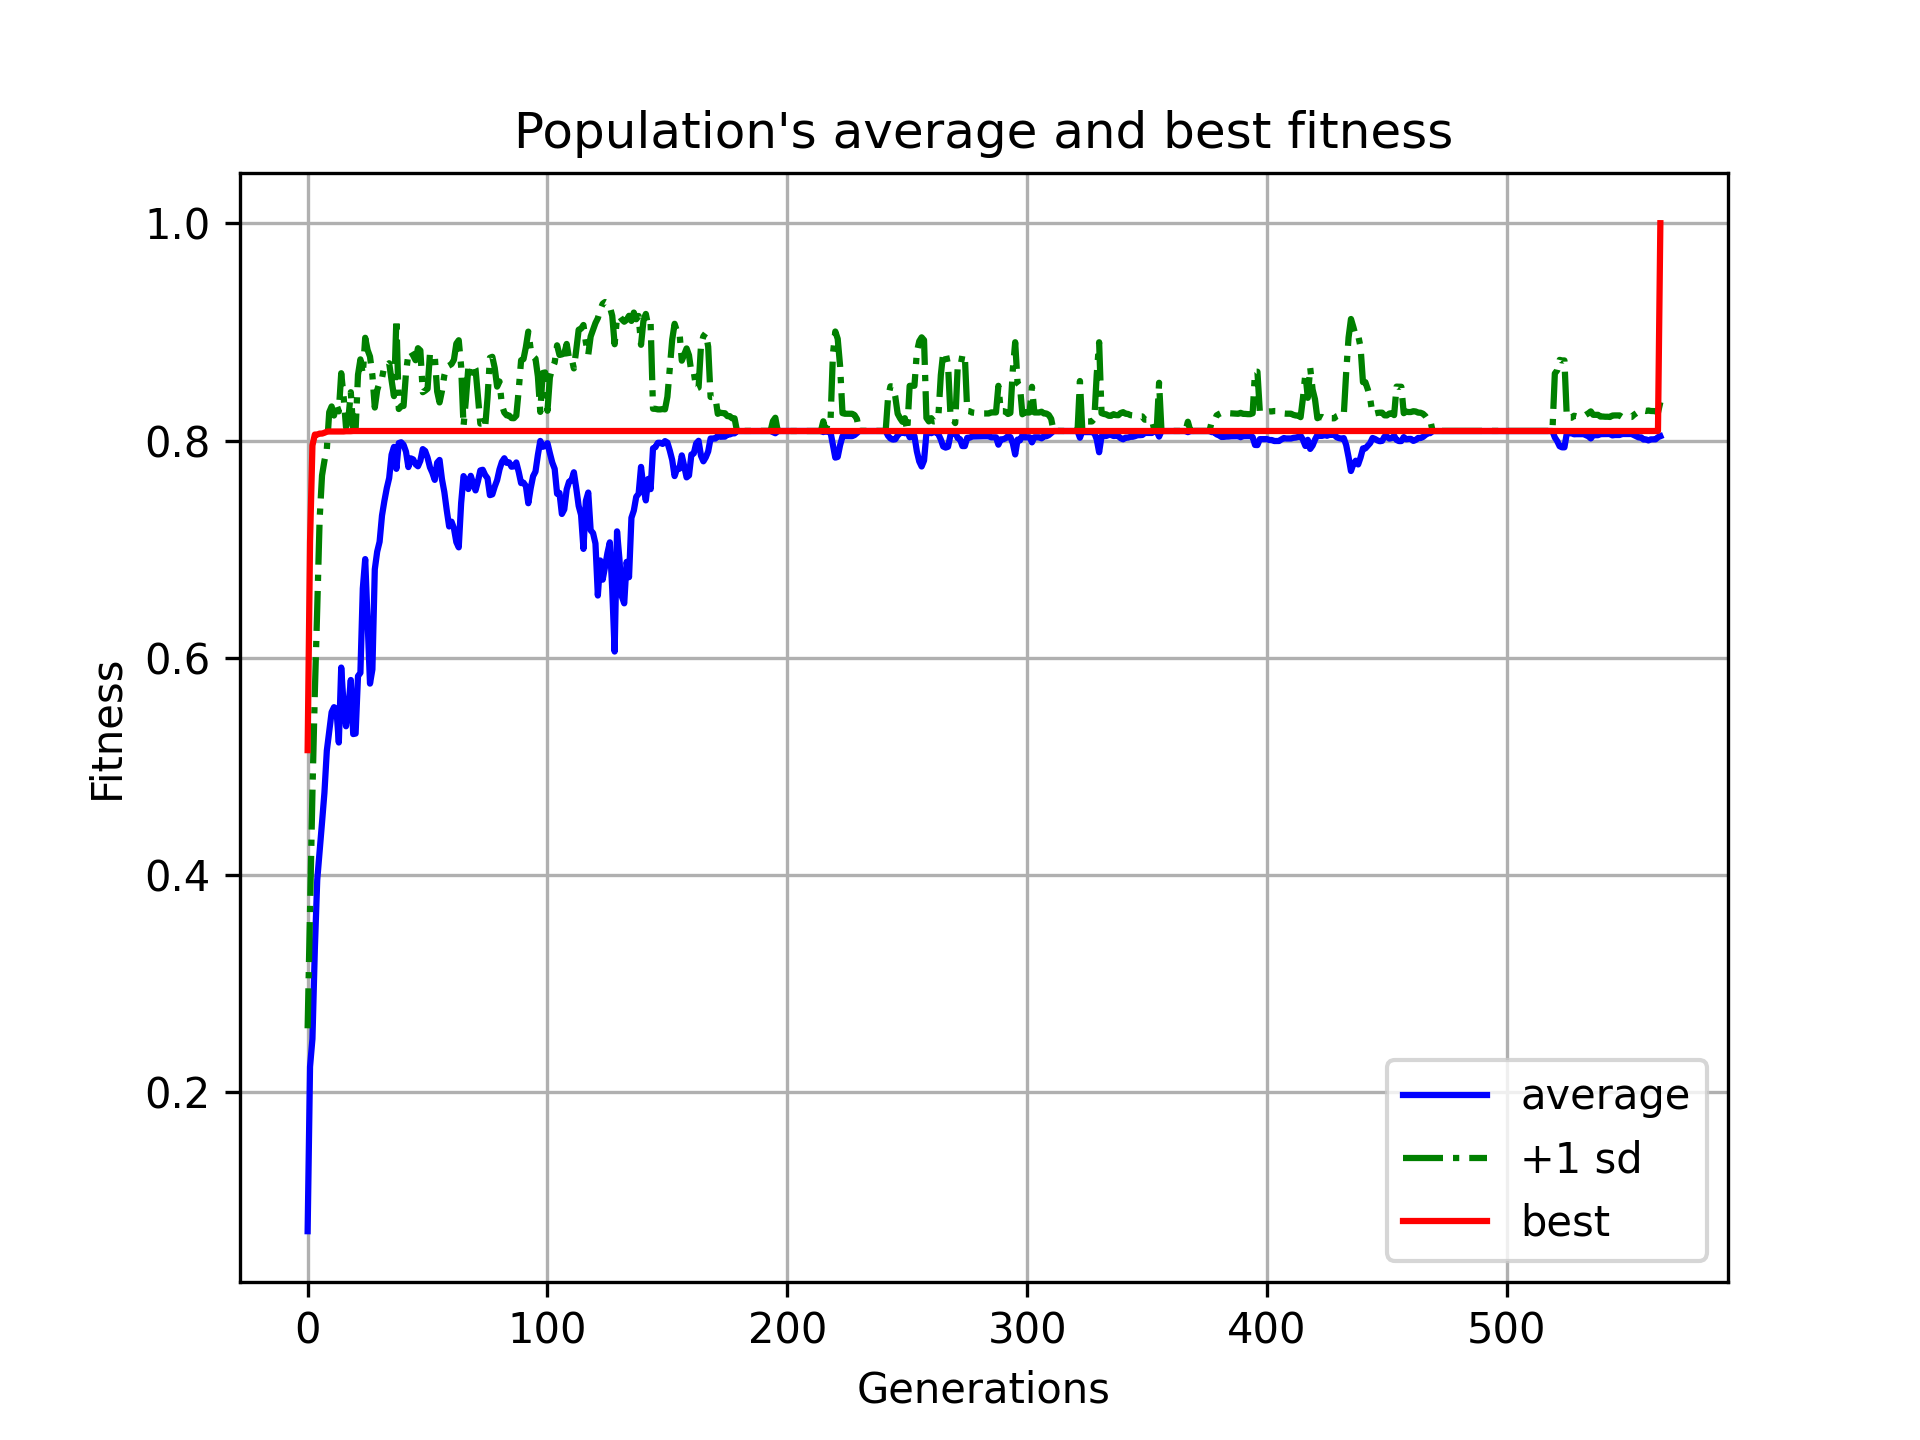 Population's average and best fitness
1.0
0.8
0.6
0.4
0.2
Fitness
0 100 200 300 400 500
Generations
average
+1 sd
best